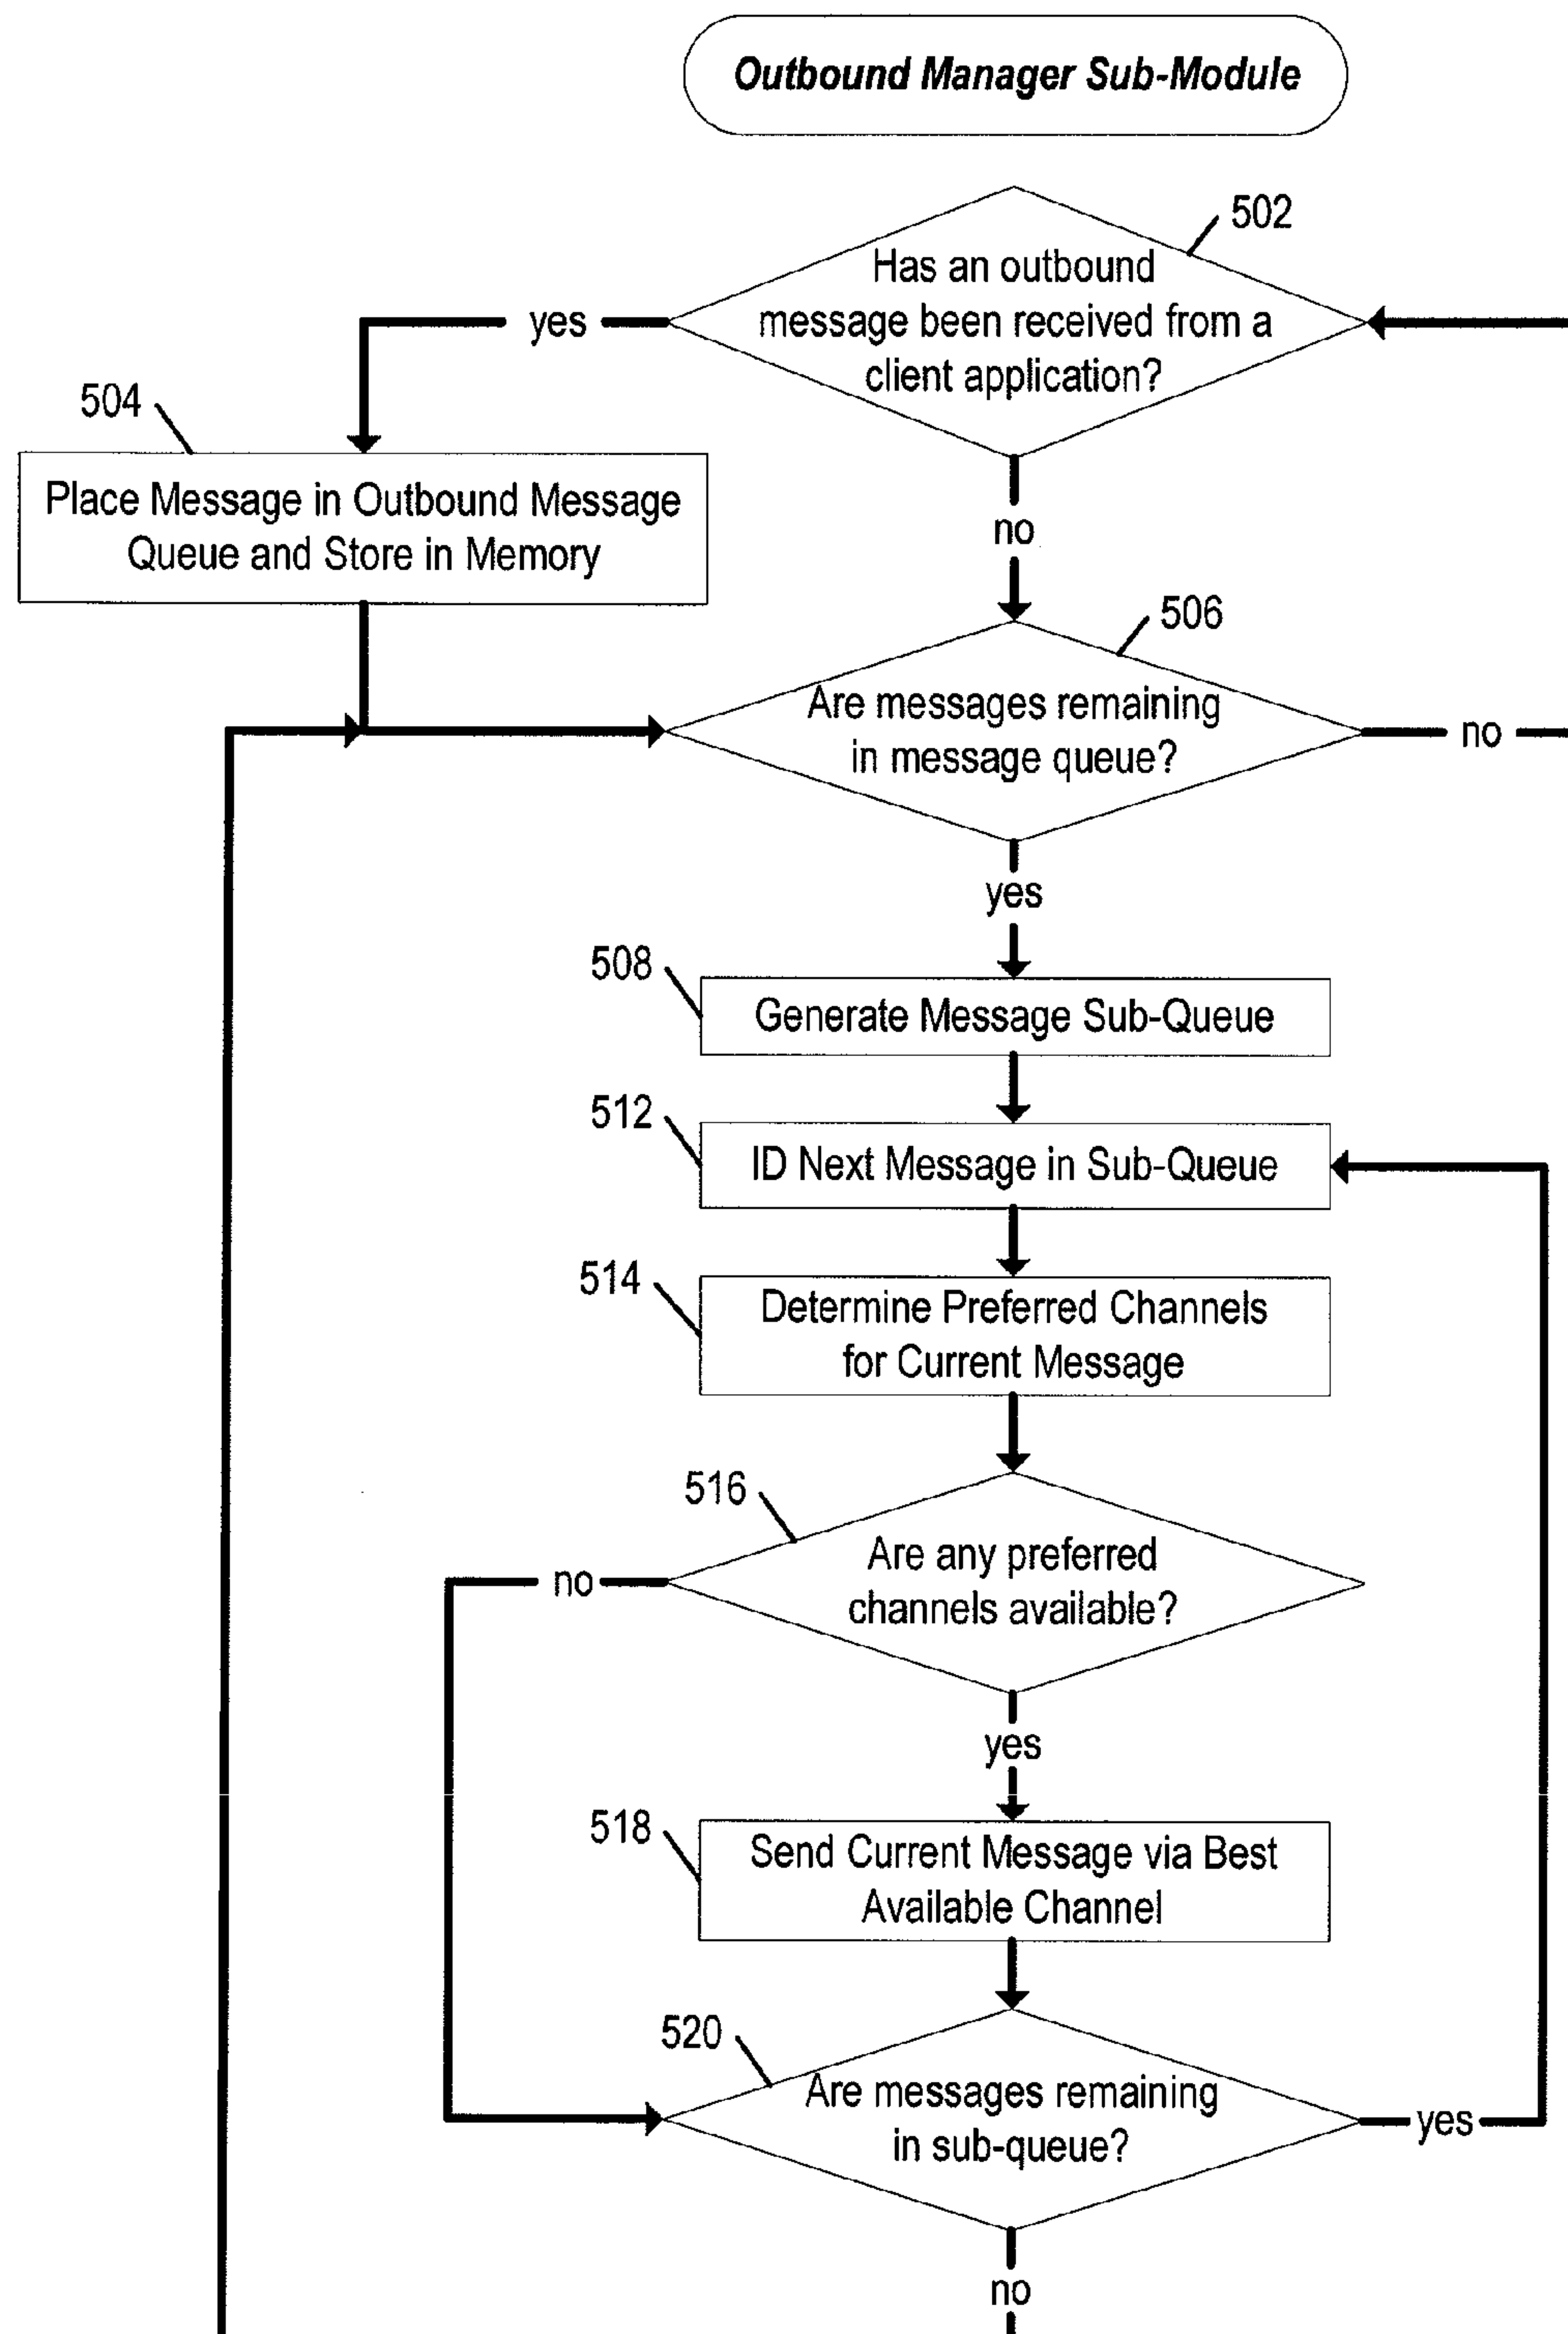 Outbound Manager Sub-Module
502
Has an outbound
message been received from a
client application?
yes
no
504
Place Message in Outbound Message
Queue and Store in Memory
506
Are messages remaining
in message queue?
no
yes
508
Generate Message Sub-Queue
512
ID Next Message in Sub-Queue
514
Determine Preferred Channels
for Current Message
516
Are any preferred
channels available?
no
yes
518
Send Current Message via Best
Available Channel
520
Are messages remaining
in sub-queue?
yes
no